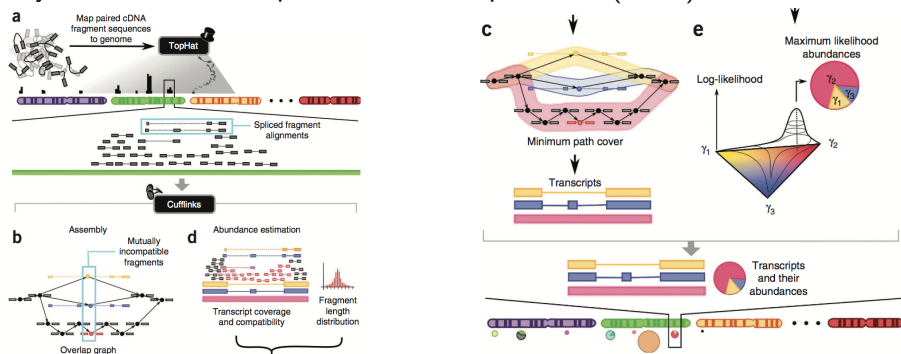 a
Map paired cDNA
fragment sequences
to genome
TopHat
Spliced fragment
alignments
Cufflinks
b
Assembly
Mutually
incompatible
fragments
Overlap graph
d
Abundance estimation
Transcript coverage
and compatibility
Fragment
length
distribution
c
Minimum path cover
Transcripts
e
Maximum likelihood
abundances
Log-likelihood
γ2
γ1
γ3
γ1
γ2
γ3
Transcripts
and their
abundances